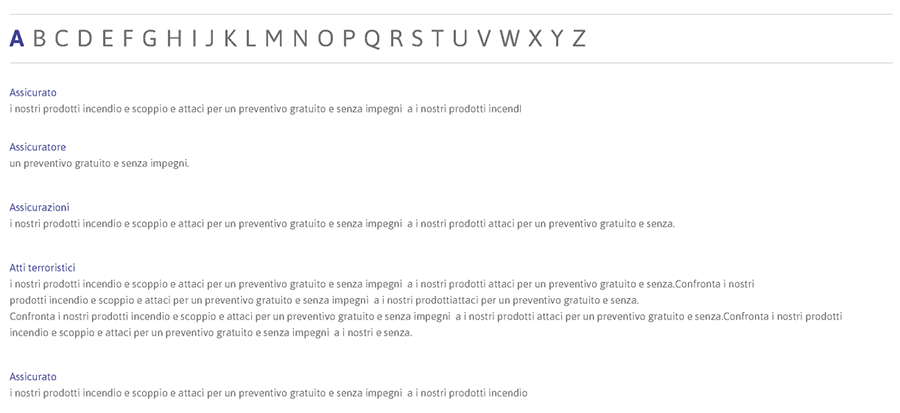 A B C D E F G H I J K L M N O P Q R S T U V W X Y Z
Assicurato
i nostri prodotti incendio e scoppio e attaci per un preventivo gratuito e senza impegni a i nostri prodotti incendI
Assicuratore
un preventivo gratuito e senza impegni.
Assicurazioni
i nostri prodotti incendio e scoppio e attaci per un preventivo gratuito e senza impegni a i nostri prodotti attaci per un preventivo gratuito e senza.
Atti terroristici
i nostri prodotti incendio e scoppio e attaci per un preventivo gratuito e senza impegni a i nostri prodotti attaci per un preventivo gratuito e senza.Confronta i nostri
prodotti incendio e scoppio e attaci per un preventivo gratuito e senza impegni a i nostri prodottiattaci per un preventivo gratuito e senza.
Confronta i nostri prodotti incendio e scoppio e attaci per un preventivo gratuito e senza impegni a i nostri prodotti attaci per un preventivo gratuito e senza.Confronta i nostri prodotti
incendio e scoppio e attaci per un preventivo gratuito e senza impegni a i nostri e senza.
Assicurato
i nostri prodotti incendio e scoppio e attaci per un preventivo gratuito e senza impegni a i nostri prodotti incendio